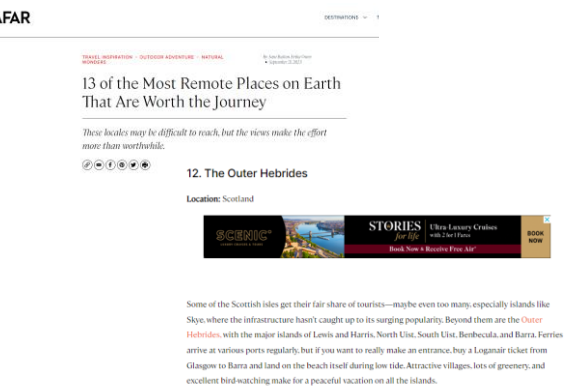 AFAR
DESTINATIONS
TRAVEL INSPIRATION > OUTDOOR ADVENTURE > NATURAL
WONDERS
13 of the Most Remote Places on Earth
That Are Worth the Journey
These locales may be difficult to reach, but the views make the effort
more than worthwhile.
12. The Outer Hebrides
Location: Scotland
SCENIC®
STORIES
for life
Ultra-Luxury Cruises
with 2 for 1 Fares
Book Now & Receive Free Air*
BOOK
NOW
Some of the Scottish isles get their fair share of tourists—maybe even too many, especially islands like
Skye, where the infrastructure hasn't caught up to its surging popularity. Beyond them are the Outer
Hebrides, with the major islands of Lewis and Harris, North Uist, South Uist, Benbecula, and Barra. Ferries
arrive at various ports regularly, but if you want to really make an entrance, buy a Loganair ticket from
Glasgow to Barra and land on the beach itself during low tide. Attractive villages, lots of greenery, and
excellent bird-watching make for a peaceful vacation on all the islands.